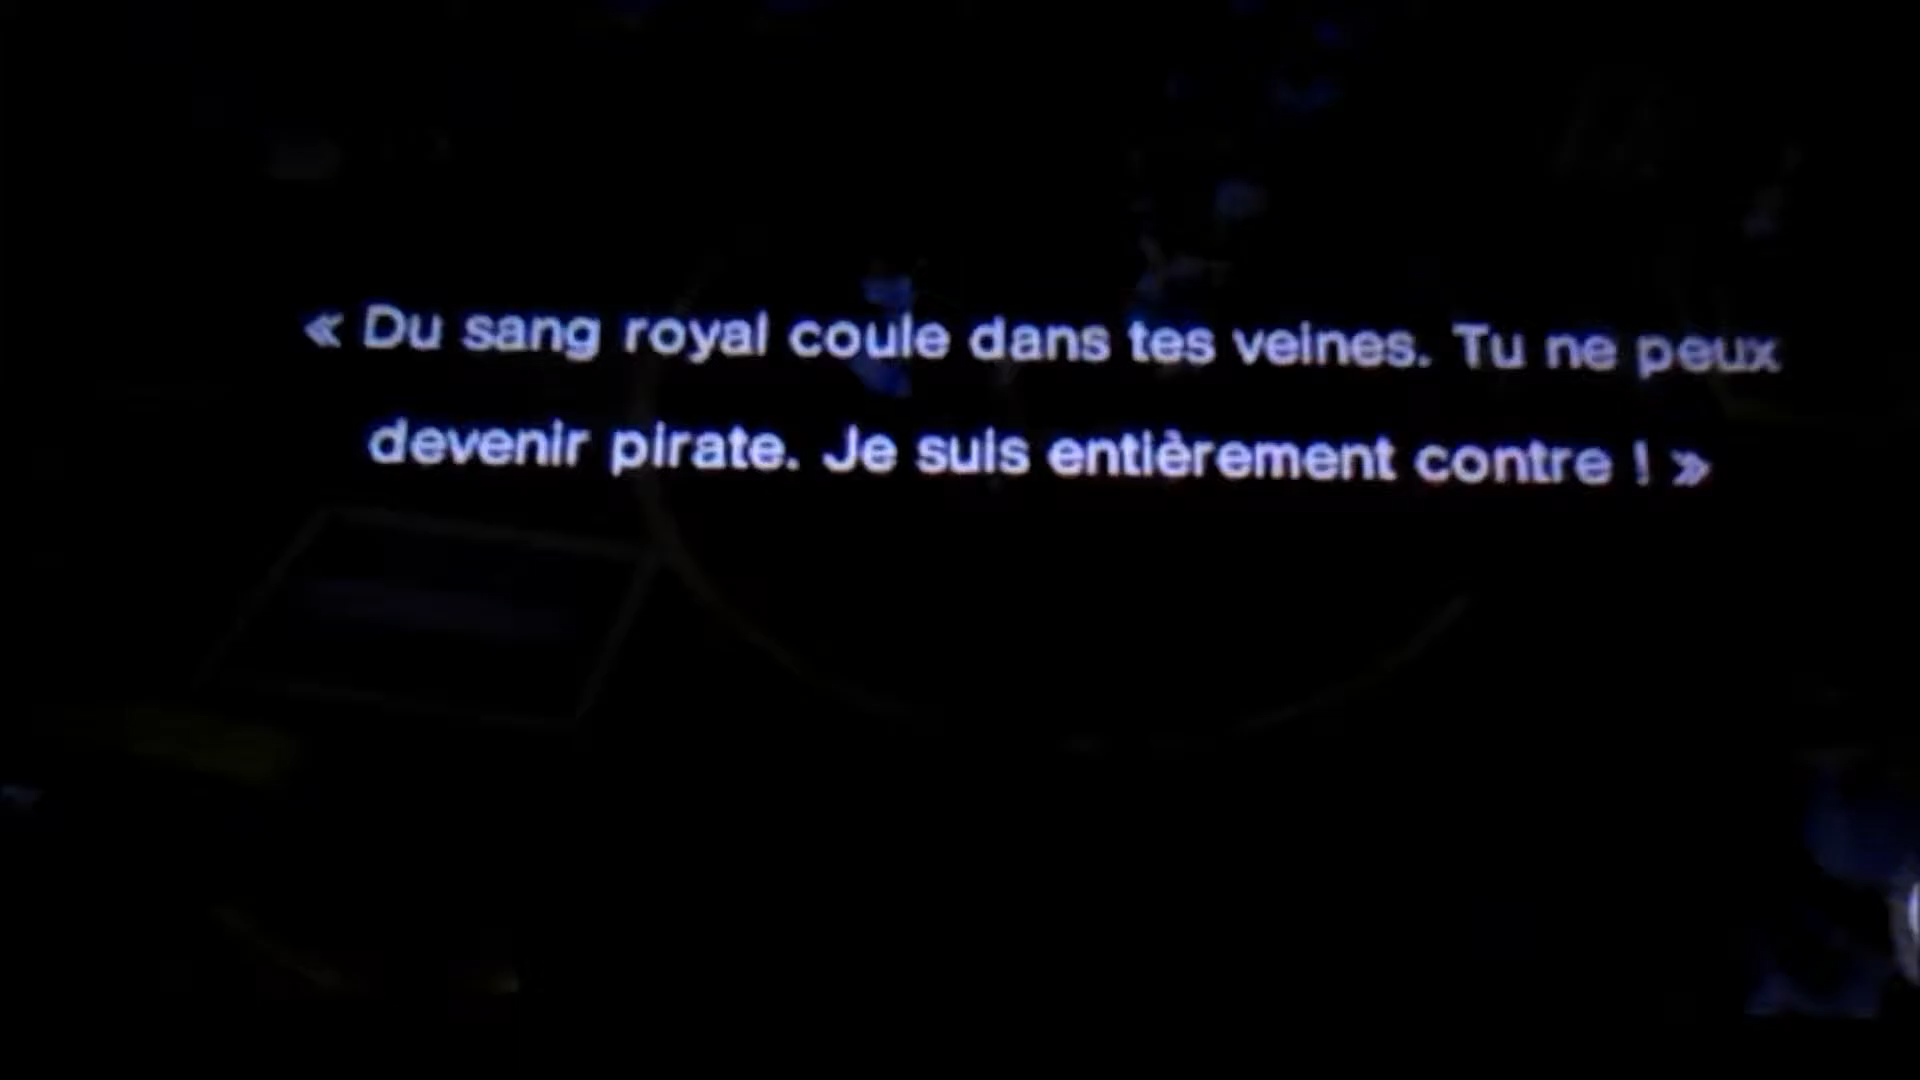 « Du sang royal coule dans tes veines. Tu ne peux
devenir pirate. Je suis entièrement contre ! »